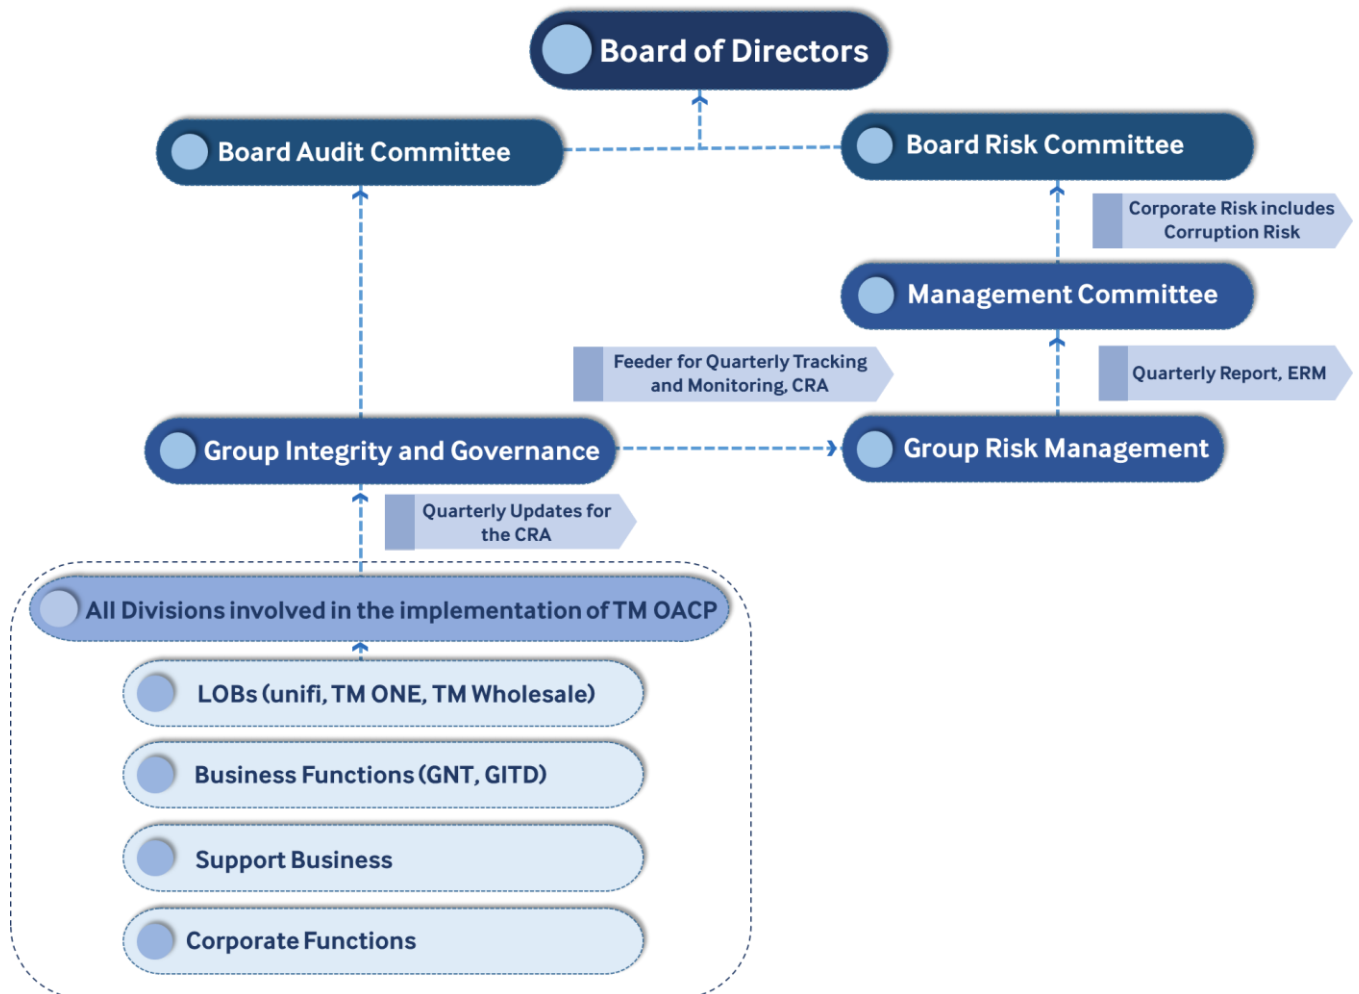 Board of Directors
Board Audit Committee
Board Risk Committee
Corporate Risk includes
Corruption Risk
Management Committee
Feeder for Quarterly Tracking
and Monitoring, CRA
Quarterly Report, ERM
Group Integrity and Governance
Group Risk Management
Quarterly Updates for
the CRA
All Divisions involved in the implementation of TM OACP
LOBs (unifi, TM ONE, TM Wholesale)
Business Functions (GNT, GITD)
Support Business
Corporate Functions